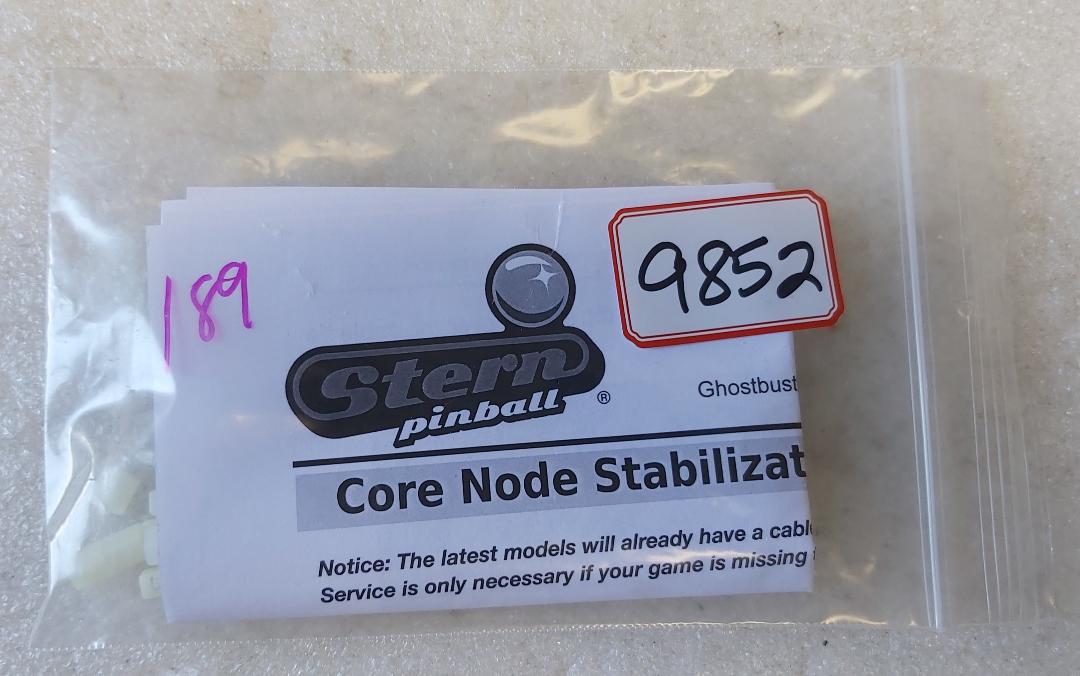 189
9852
Stern
pinball ®
Ghostbust
Core Node Stabilizat
Notice: The latest models will already have a cabl
Service is only necessary if your game is missing